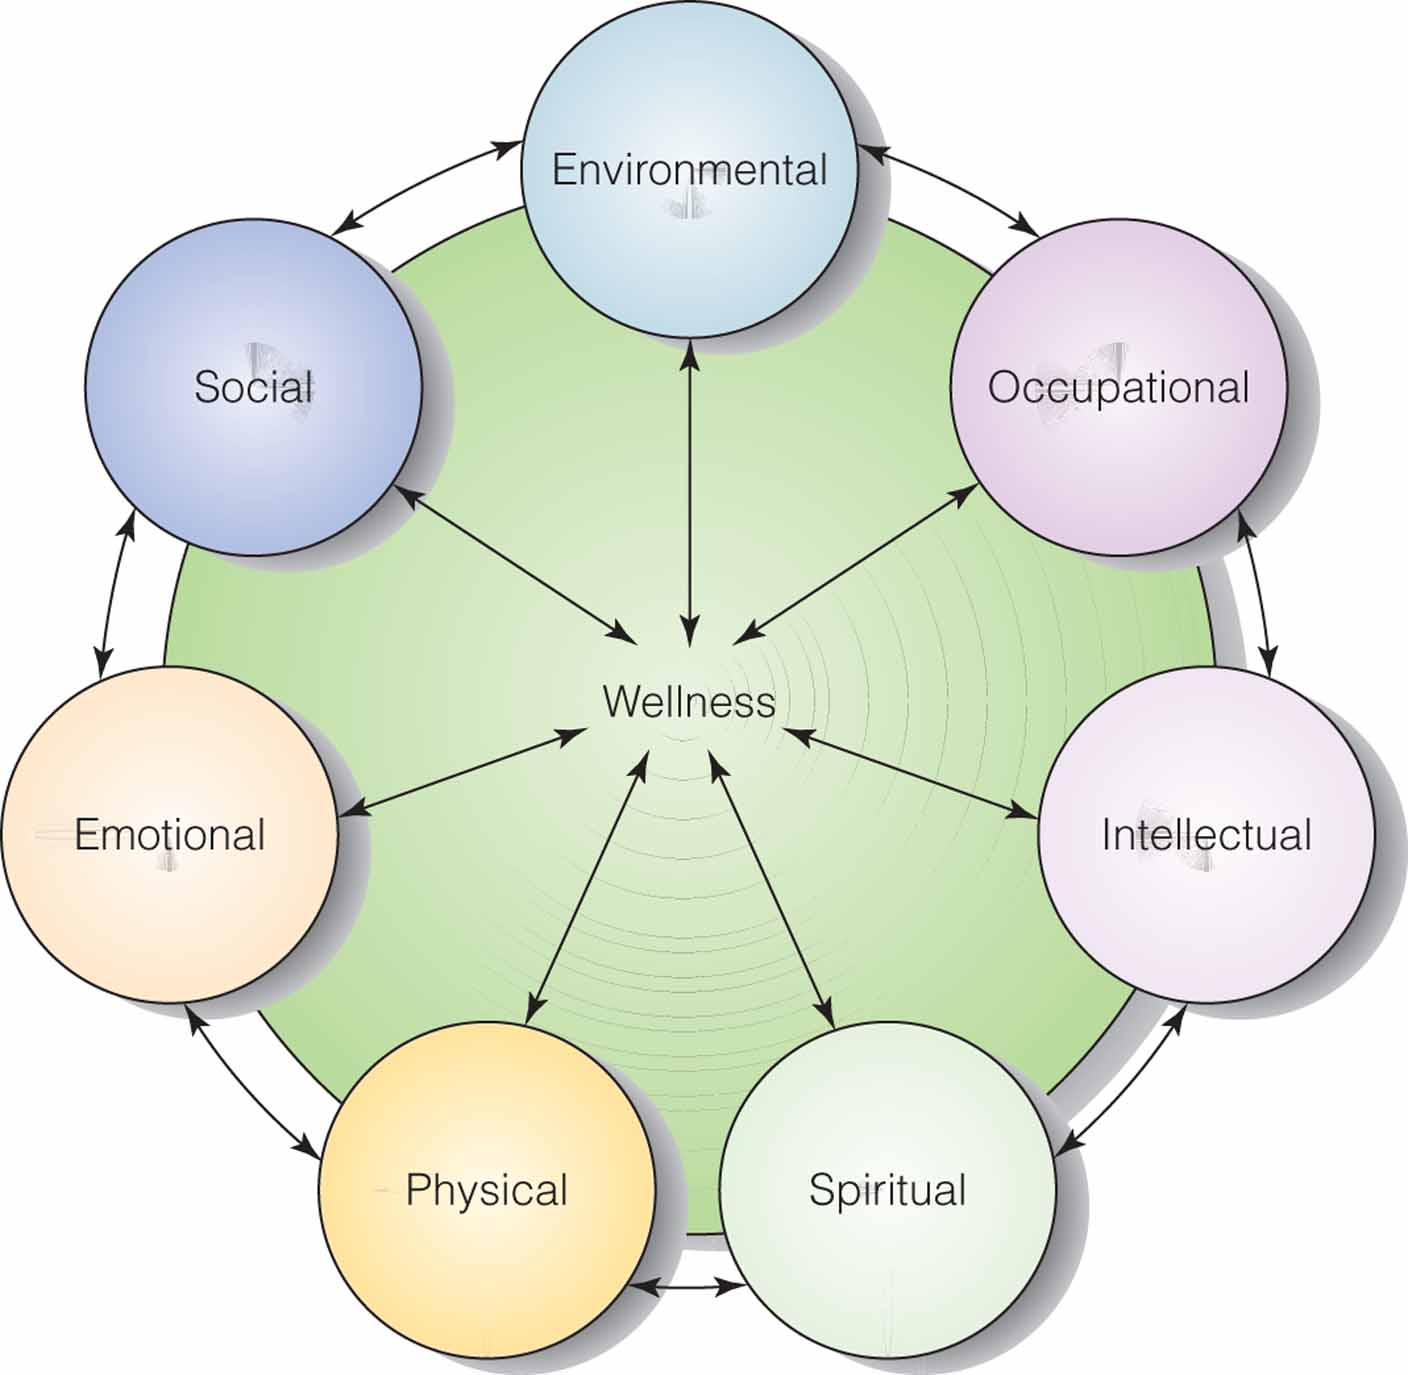 Environmental
Social
Occupational
Wellness
Emotional
Intellectual
Physical
Spiritual